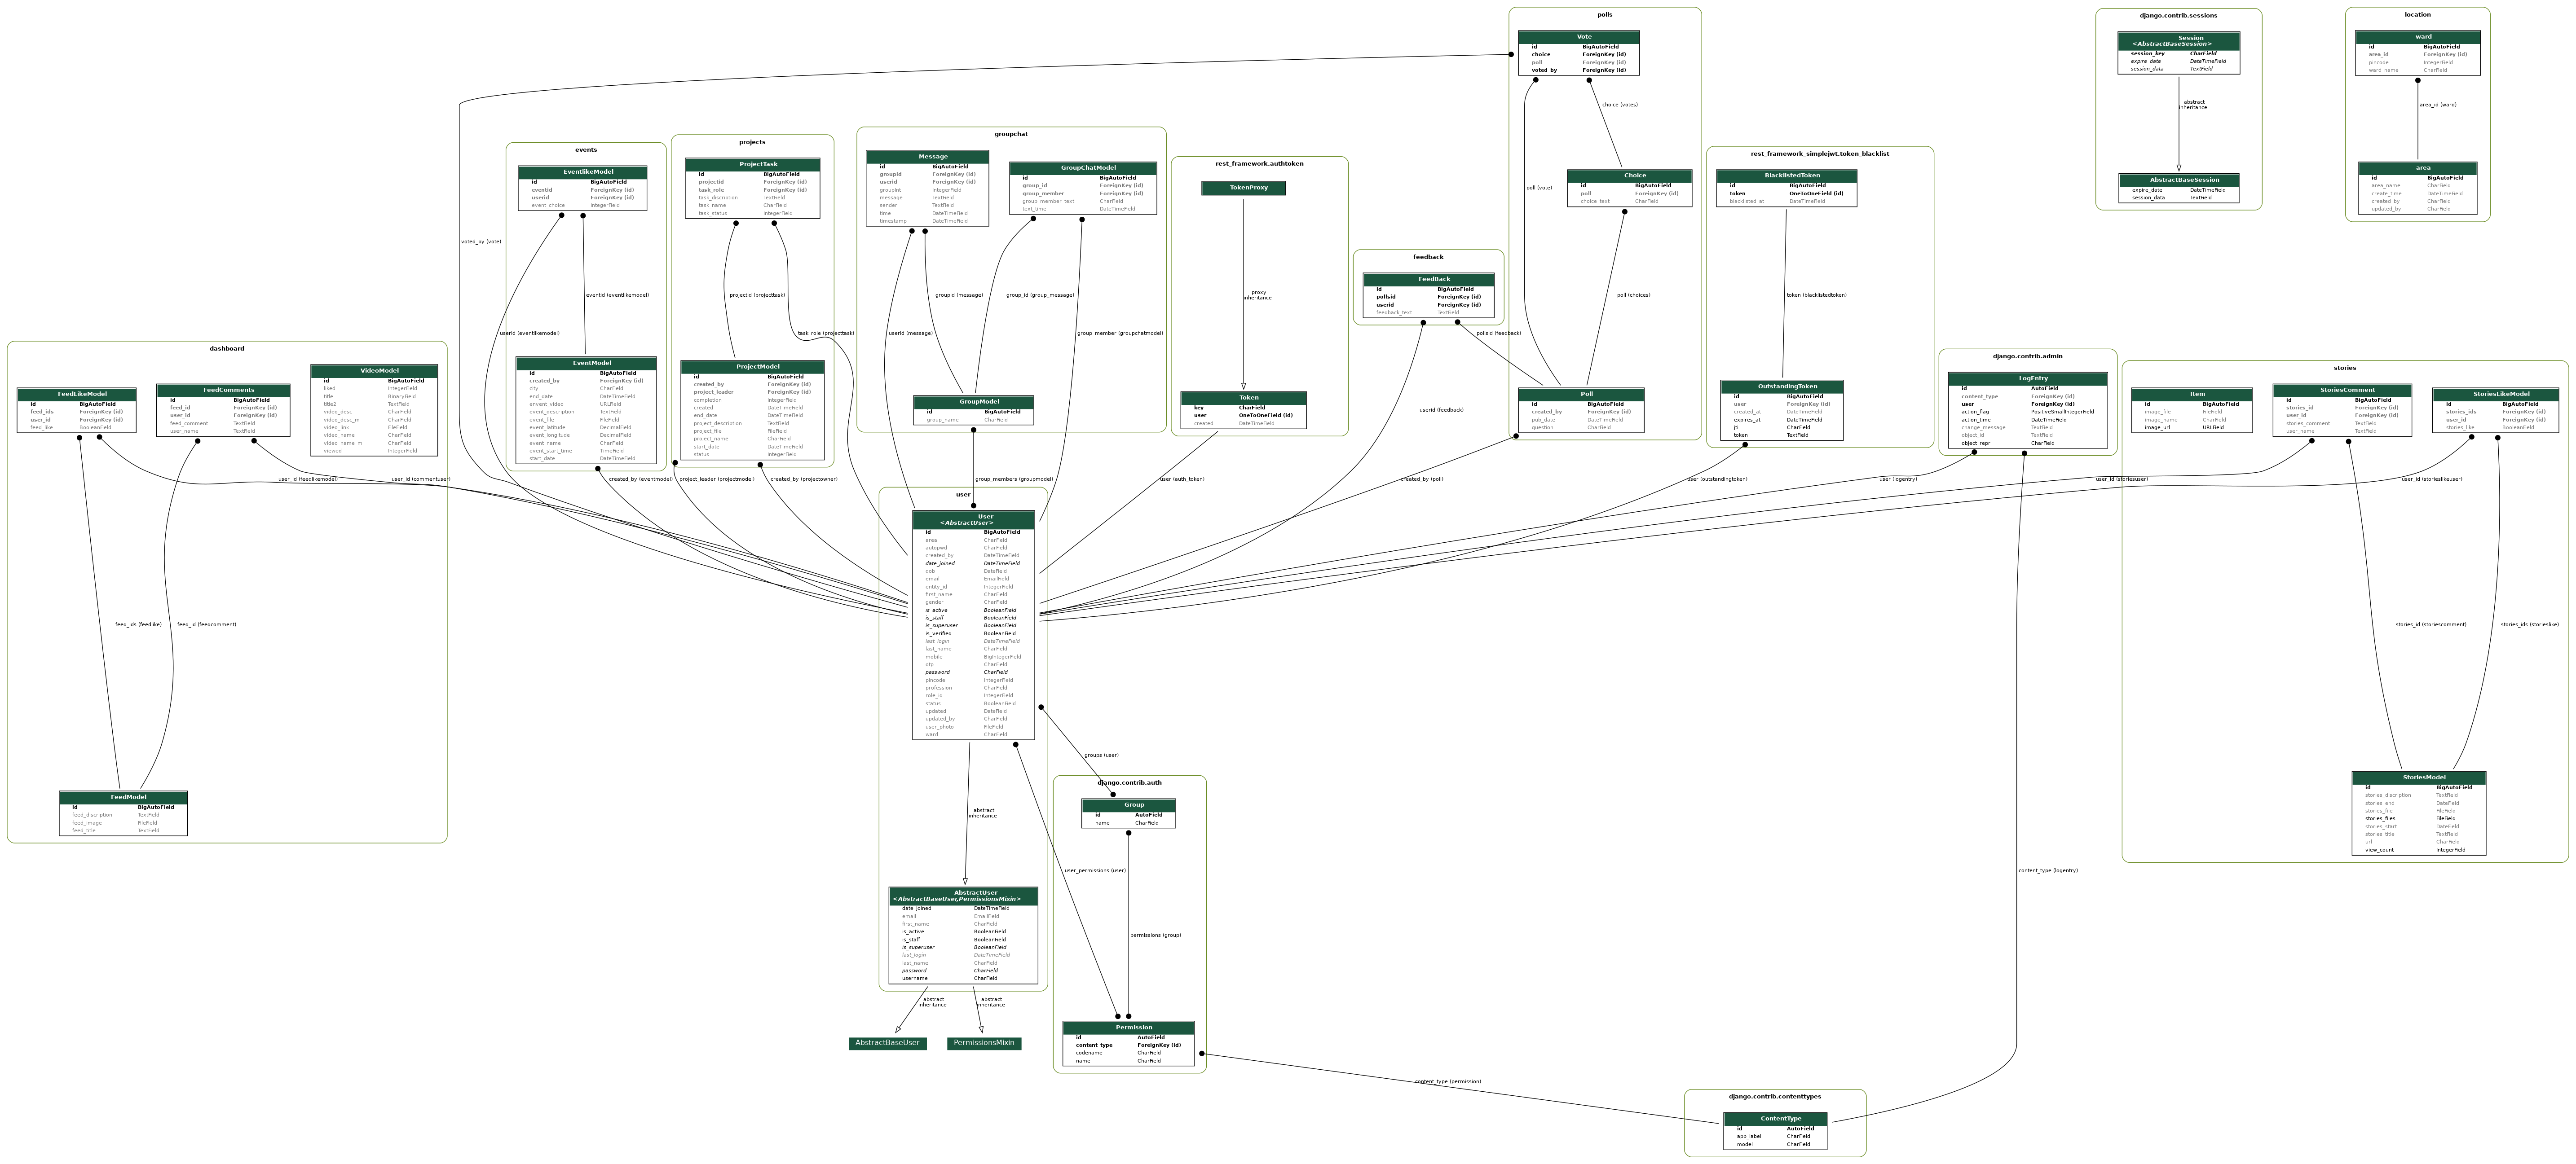 polls
Vote
id BigAutoField
choice ForeignKey (id)
poll ForeignKey (id)
voted_by ForeignKey (id)
choice (votes)
poll (vote)
Choice
id BigAutoField
poll ForeignKey (id)
choice_text CharField
poll (choices)
Poll
id BigAutoField
created_by ForeignKey (id)
pub_date DateTimeField
question CharField
django.contrib.sessions
Session
<AbstractBaseSession>
session_key CharField
expire_date DateTimeField
session_data TextField
abstract
inheritance
AbstractBaseSession
expire_date DateTimeField
session_data TextField
location
ward
id BigAutoField
area_id ForeignKey (id)
pincode IntegerField
ward_name CharField
area_id (ward)
area
id BigAutoField
area_name CharField
create_time DateTimeField
created_by CharField
updated_by CharField
voted_by (vote)
events
EventlikeModel
id BigAutoField
eventid ForeignKey (id)
userid ForeignKey (id)
event_choice IntegerField
eventid (eventlikemodel)
userid (eventlikemodel)
EventModel
id BigAutoField
created_by ForeignKey (id)
city CharField
end_date DateTimeField
envent_video URLField
event_description TextField
event_file FileField
event_latitude DecimalField
event_longitude DecimalField
event_name CharField
event_start_time TimeField
start_date DateTimeField
projects
ProjectTask
id BigAutoField
projectid ForeignKey (id)
task_role ForeignKey (id)
task_discription TextField
task_name CharField
task_status IntegerField
projectid (projecttask)
task_role (projecttask)
ProjectModel
id BigAutoField
created_by ForeignKey (id)
project_leader ForeignKey (id)
completion IntegerField
created DateTimeField
end_date DateTimeField
project_description TextField
project_file FileField
project_name CharField
start_date DateTimeField
status IntegerField
groupchat
Message
id BigAutoField
groupid ForeignKey (id)
userid ForeignKey (id)
groupint IntegerField
message TextField
sender TextField
time DateTimeField
timestamp DateTimeField
GroupChatModel
id BigAutoField
group_id ForeignKey (id)
group_member ForeignKey (id)
group_member_text CharField
text_time DateTimeField
groupid (message)
group_id (group_message)
userid (message)
group_member (groupchatmodel)
GroupModel
id BigAutoField
group_name CharField
rest_framework.authtoken
TokenProxy
proxy
inheritance
Token
key CharField
user OneToOneField (id)
created DateTimeField
feedback
FeedBack
id BigAutoField
pollsid ForeignKey (id)
userid ForeignKey (id)
feedback_text TextField
pollsid (feedback)
userid (feedback)
rest_framework_simplejwt.token_blacklist
BlacklistedToken
id BigAutoField
token OneToOneField (id)
blacklisted_at DateTimeField
token (blacklistedtoken)
OutstandingToken
id BigAutoField
user ForeignKey (id)
created_at DateTimeField
expires_at DateTimeField
jti CharField
token TextField
django.contrib.admin
LogEntry
id AutoField
content_type ForeignKey (id)
user ForeignKey (id)
action_flag PositiveSmallIntegerField
action_time DateTimeField
change_message TextField
object_id TextField
object_repr CharField
dashboard
FeedLikeModel
id BigAutoField
feed_ids ForeignKey (id)
user_id ForeignKey (id)
feed_like BooleanField
FeedComments
id BigAutoField
feed_id ForeignKey (id)
user_id ForeignKey (id)
feed_comment TextField
user_name TextField
VideoModel
id BigAutoField
liked IntegerField
title BinaryField
title2 TextField
video_desc CharField
video_desc_m CharField
video_link FileField
video_name CharField
video_name_m CharField
viewed IntegerField
feed_ids (feedlike)
feed_id (feedcomment)
FeedModel
id BigAutoField
feed_discription TextField
feed_image FileField
feed_title TextField
stories
Item
id BigAutoField
image_file FileField
image_name CharField
image_url URLField
StoriesComment
id BigAutoField
stories_id ForeignKey (id)
user_id ForeignKey (id)
stories_comment TextField
user_name TextField
StoriesLikeModel
id BigAutoField
stories_ids ForeignKey (id)
user_id ForeignKey (id)
stories_like BooleanField
stories_id (storiescomment)
stories_ids (storieslike)
StoriesModel
id BigAutoField
stories_discription TextField
stories_end DateField
stories_file FileField
stories_files FileField
stories_start DateField
stories_title TextField
url CharField
view_count IntegerField
user_id (feedlikemodel)
user_id (commentuser)
created_by (eventmodel)
project_leader (projectmodel)
created_by (projectowner)
group_members (groupmodel)
user (auth_token)
created_by (poll)
user (outstandingtoken)
user (logentry)
user_id (storiesuser)
user_id (storieslikeuser)
user
User
<AbstractUser>
id BigAutoField
area CharField
autopwd CharField
created_by DateTimeField
date_joined DateTimeField
dob DateField
email EmailField
entity_id IntegerField
first_name CharField
gender CharField
is_active BooleanField
is_staff BooleanField
is_superuser BooleanField
is_verified BooleanField
last_login DateTimeField
last_name CharField
mobile BigIntegerField
otp CharField
password CharField
pincode IntegerField
profession CharField
role_id IntegerField
status BooleanField
updated DateField
updated_by CharField
user_photo FileField
ward CharField
groups (user)
abstract
inheritance
user_permissions (user)
AbstractUser
<AbstractBaseUser,PermissionsMixin>
date_joined DateTimeField
email EmailField
first_name CharField
is_active BooleanField
is_staff BooleanField
is_superuser BooleanField
last_login DateTimeField
last_name CharField
password CharField
username CharField
abstract
inheritance
abstract
inheritance
AbstractBaseUser
PermissionsMixin
django.contrib.auth
Group
id AutoField
name CharField
permissions (group)
Permission
id AutoField
content_type ForeignKey (id)
codename CharField
name CharField
content_type (logentry)
content_type (permission)
django.contrib.contenttypes
ContentType
id AutoField
app_label CharField
model CharField